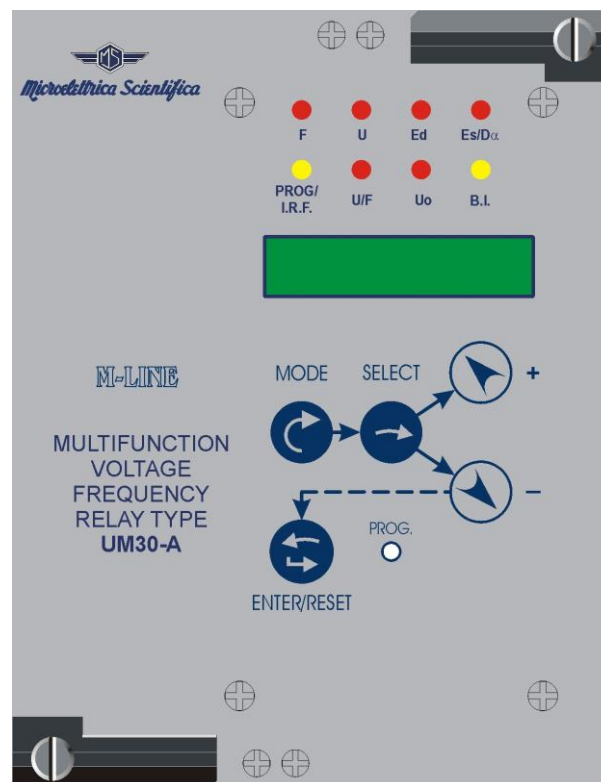 MS
Microelettrica Scientifica
F U Ed Es/Dα
PROG/
I.R.F. U/F Uo B.I.
M-LINE
MULTIFUNCTION
VOLTAGE
FREQUENCY
RELAY TYPE
UM30-A
MODE SELECT
+
–
PROG.
ENTER/RESET